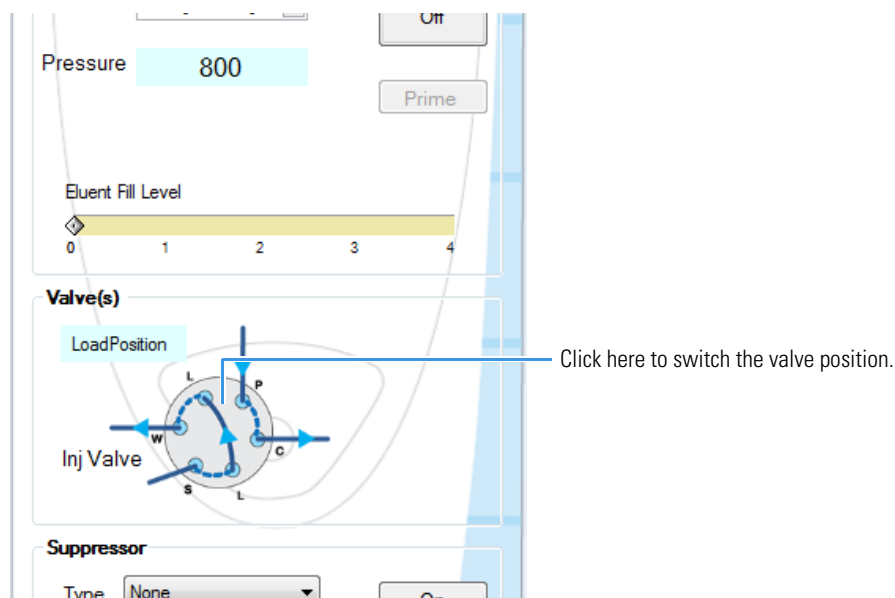 Off
Pressure 800
Prime
Eluent Fill Level
0 1 2 3 4
Valve(s)
LoadPosition
Click here to switch the valve position.
L P
W C
Inj Valve
S L
Suppressor
Type None On